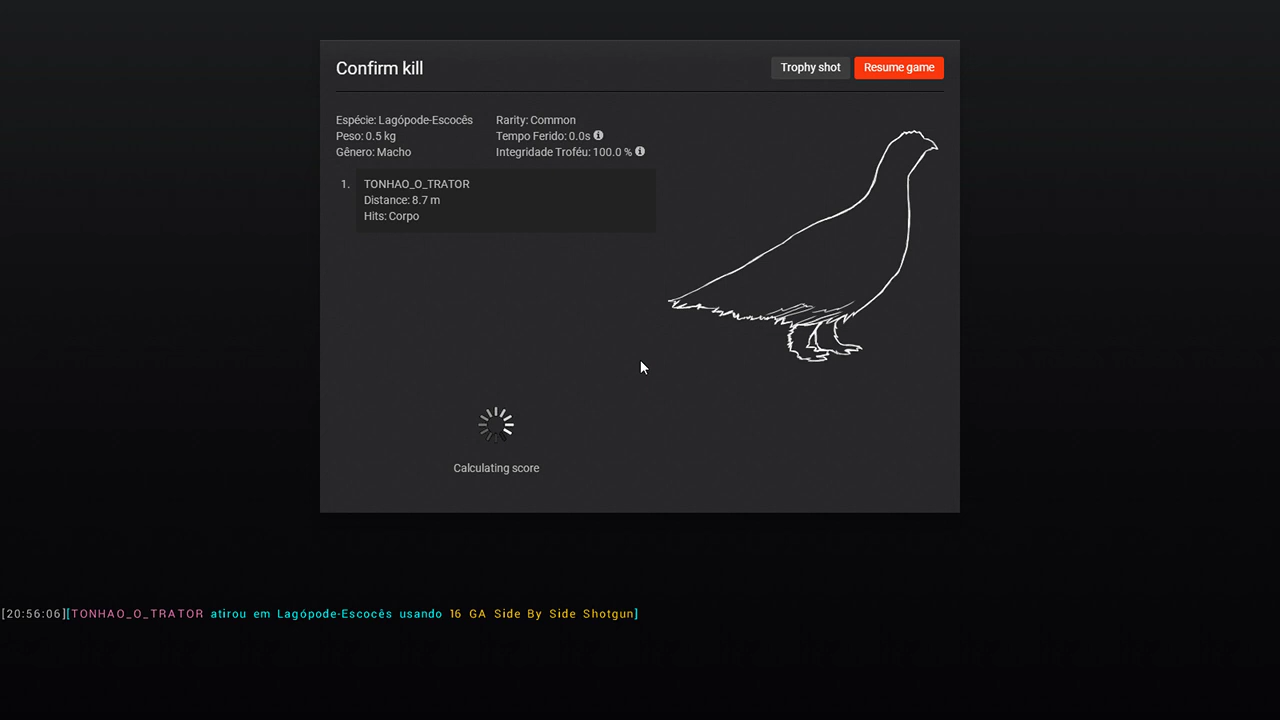 Confirm kill
Trophy shot
Resume game
Espécie: Lagópode-Escocês
Rarity: Common
Peso: 0.5 kg
Tempo Ferido: 0.0s
Gênero: Macho
Integridade Troféu: 100.0 %
1. TONHAO_O_TRATOR
Distance: 8.7 m
Hits: Corpo
Calculating score
[20:56:06][TONHAO_O_TRATOR atirou em Lagópode-Escocês usando 16 GA Side By Side Shotgun]